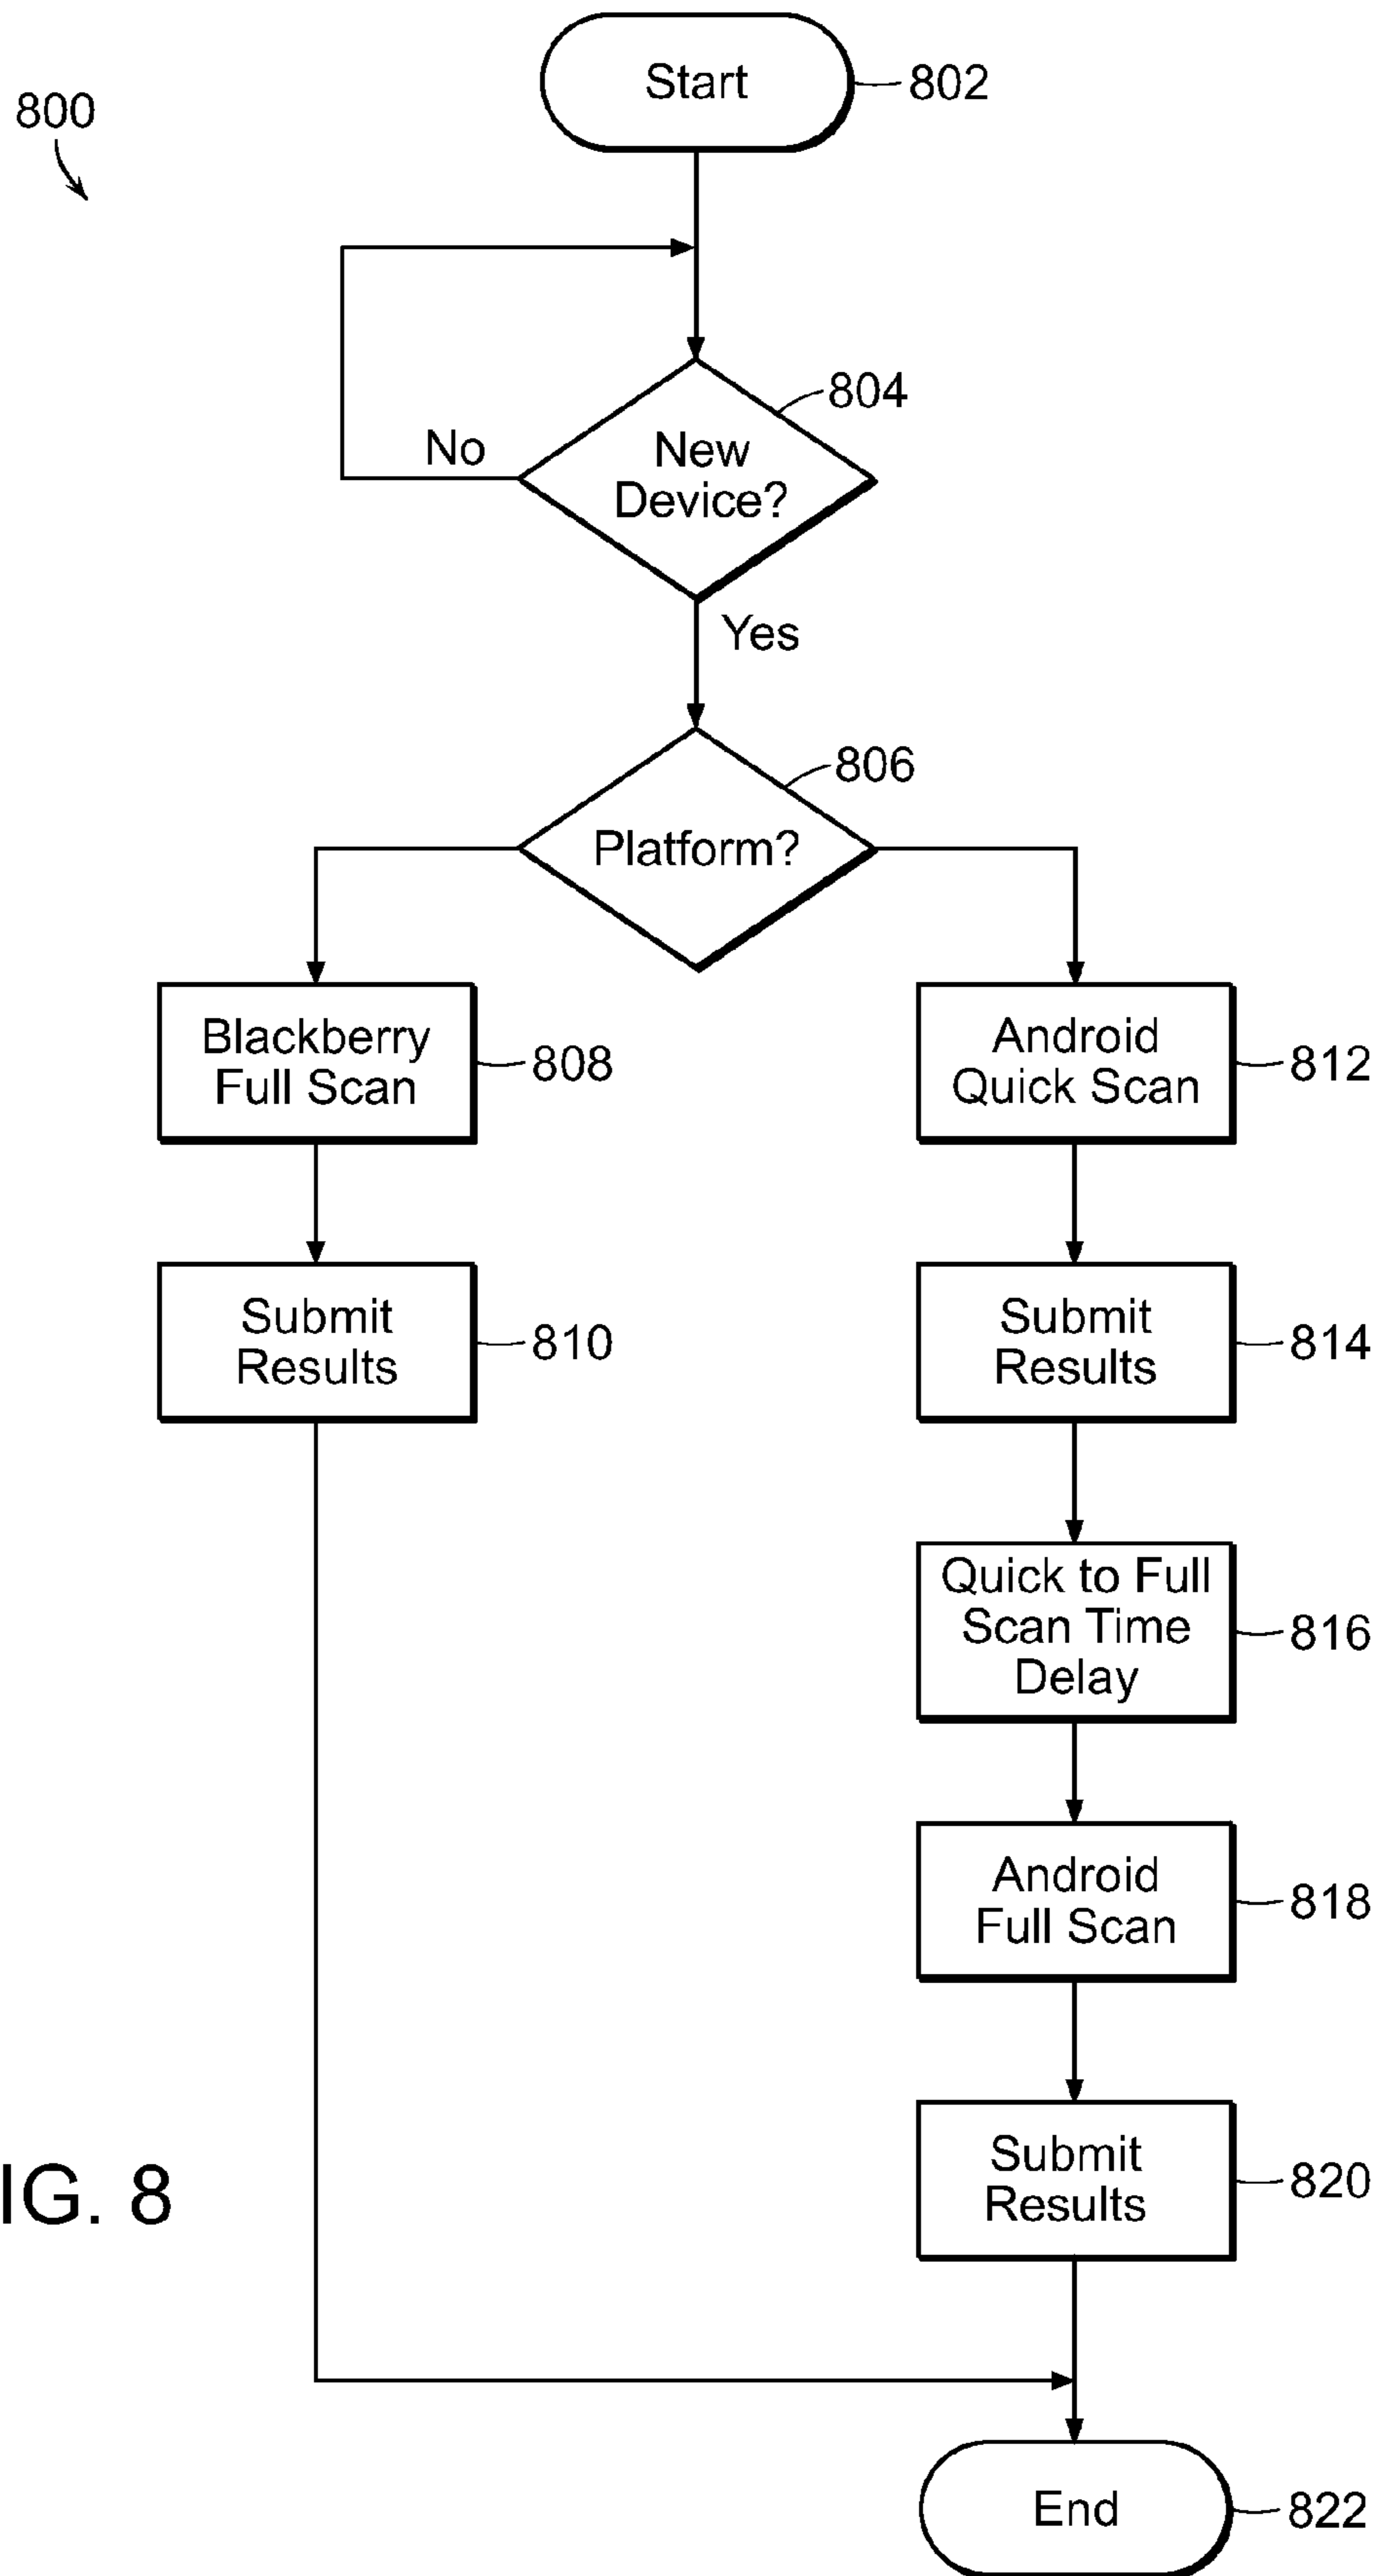 Start
802
800
804
No
New
Device?
Yes
806
Platform?
Blackberry
Full Scan
808
Android
Quick Scan
812
Submit
Results
810
Submit
Results
814
Quick to Full
Scan Time
Delay
816
Android
Full Scan
818
Submit
Results
820
IG. 8
End
822